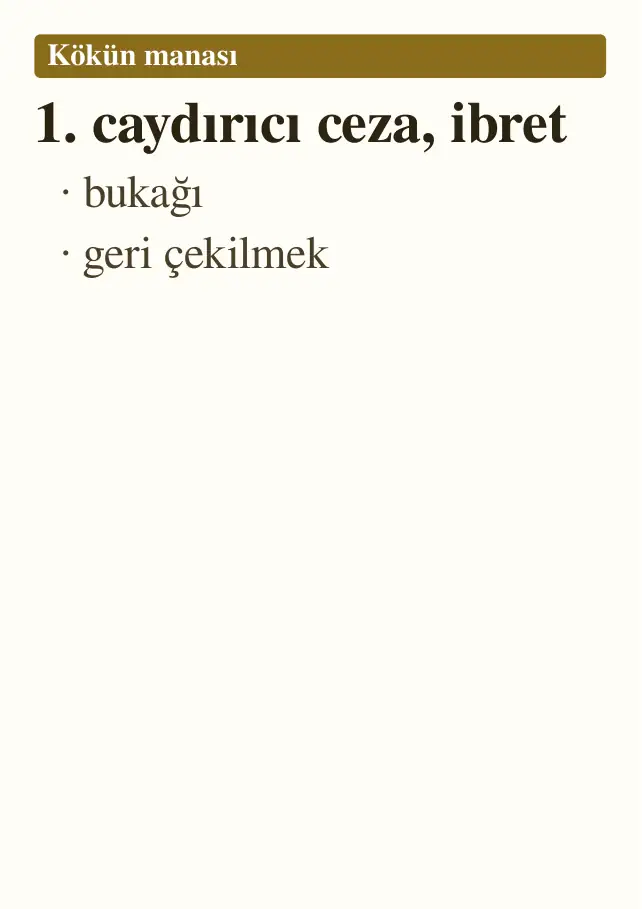 Kökün manası
1. caydırıcı ceza, ibret
· bukağı
· geri çekilmek